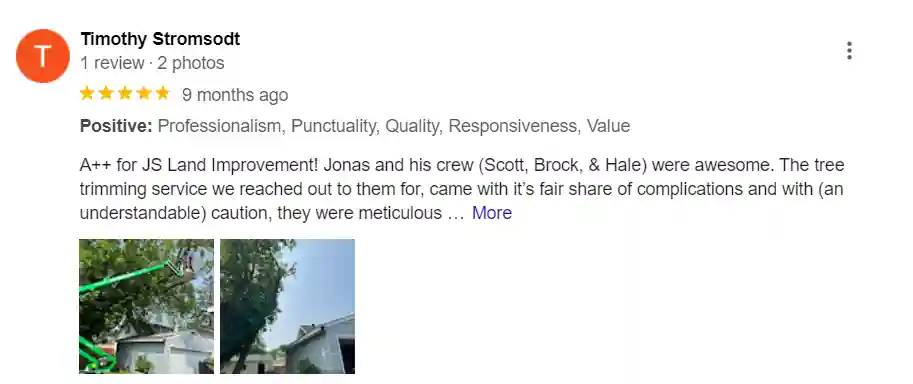 T
Timothy Stromsodt
1 review · 2 photos
9 months ago
Positive: Professionalism, Punctuality, Quality, Responsiveness, Value
A++ for JS Land Improvement! Jonas and his crew (Scott, Brock, & Hale) were awesome. The tree
trimming service we reached out to them for, came with it’s fair share of complications and with (an
understandable) caution, they were meticulous … More